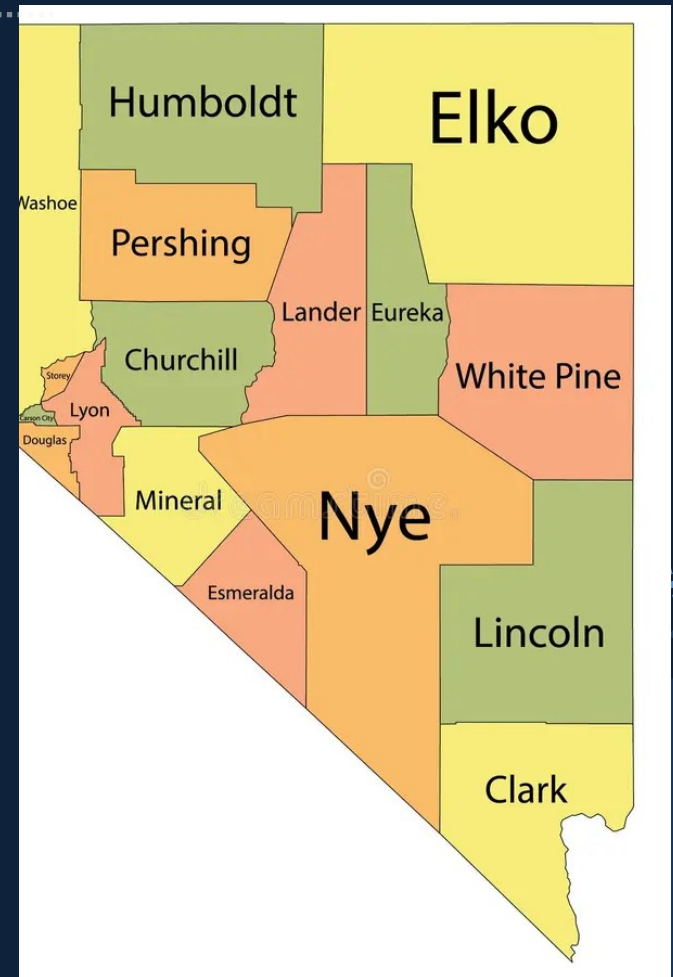 Humboldt
Elko
Washoe
Pershing
Lander
Eureka
Churchill
White Pine
Storey
Lyon
Carson City
Douglas
Mineral
Nye
dreamstime.
Esmeralda
Lincoln
Clark